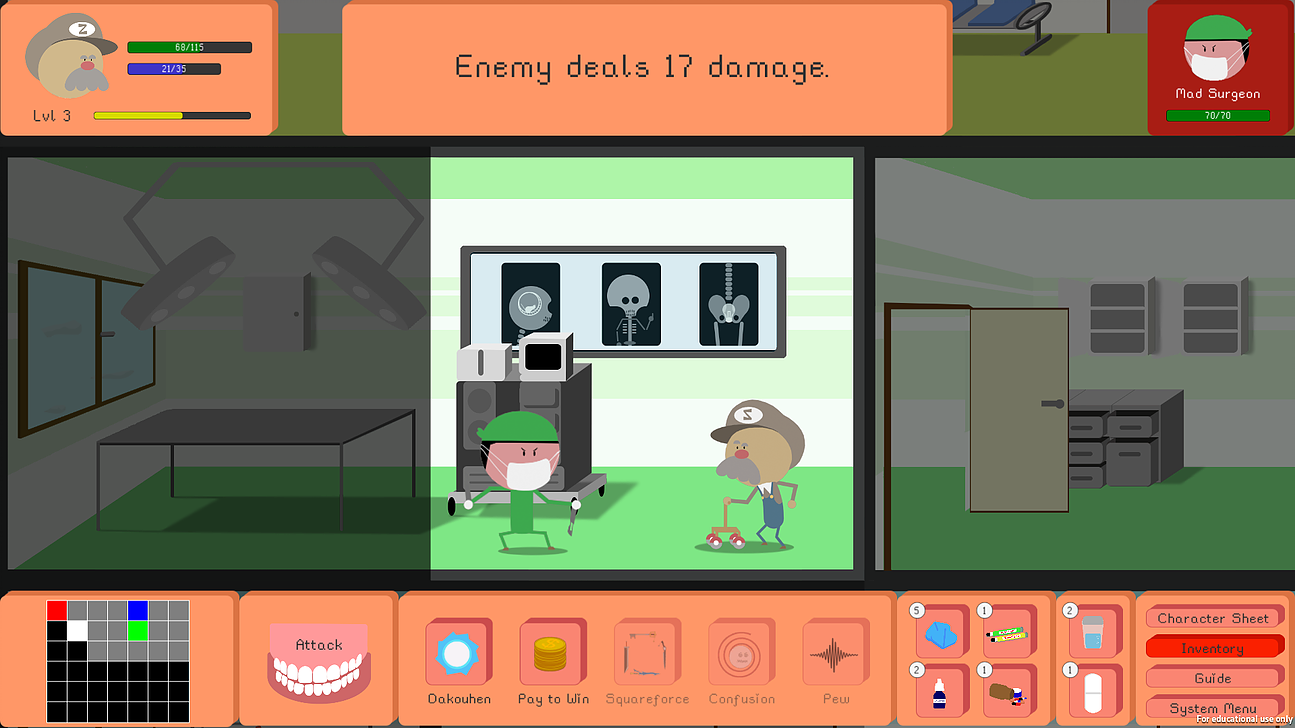 Z
68/115
21/35
Lvl 3
Enemy deals 17 damage.
Mad Surgeon
70/70
Z
Attack
Dakouhen
Pay to Win
Squareforce
Confusion
Pew
5
1
2
1
2
1
Character Sheet
Inventory
Guide
System Menu
For educational use only